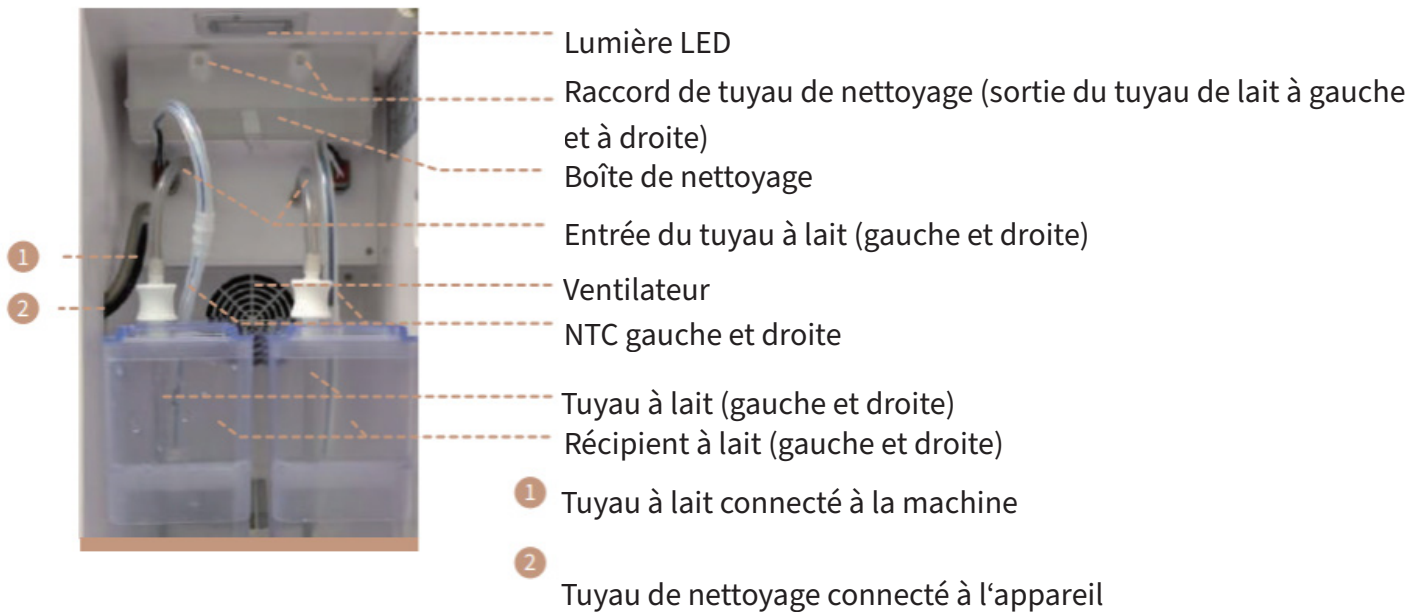 Lumière LED
Raccord de tuyau de nettoyage (sortie du tuyau de lait à gauche
et à droite)
Boîte de nettoyage
Entrée du tuyau à lait (gauche et droite)
1
2
Ventilateur
NTC gauche et droite
Tuyau à lait (gauche et droite)
Récipient à lait (gauche et droite)
1 Tuyau à lait connecté à la machine
2
Tuyau de nettoyage connecté à l‘appareil